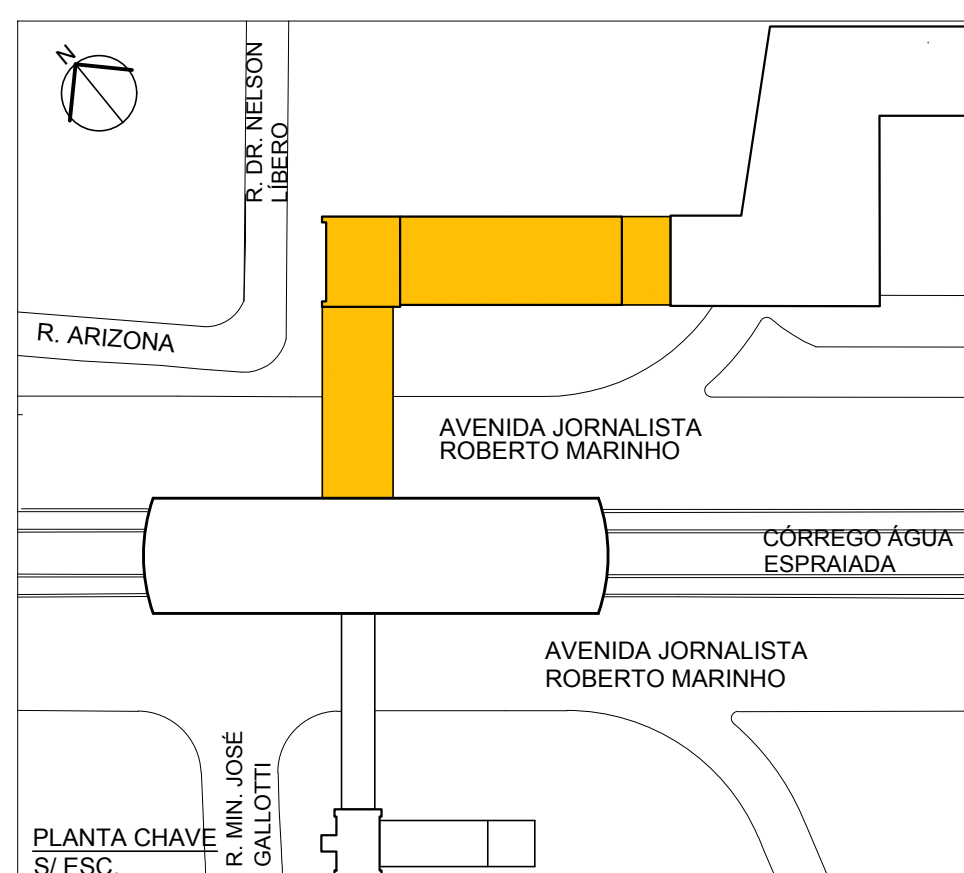 N
R. DR. NELSON
LÍBERO
R. ARIZONA
AVENIDA JORNALISTA
ROBERTO MARINHO
CÓRREGO ÁGUA
ESPRAIADA
AVENIDA JORNALISTA
ROBERTO MARINHO
R. MIN. JOSÉ
GALLOTTI
PLANTA CHAVE
S/ ESC.